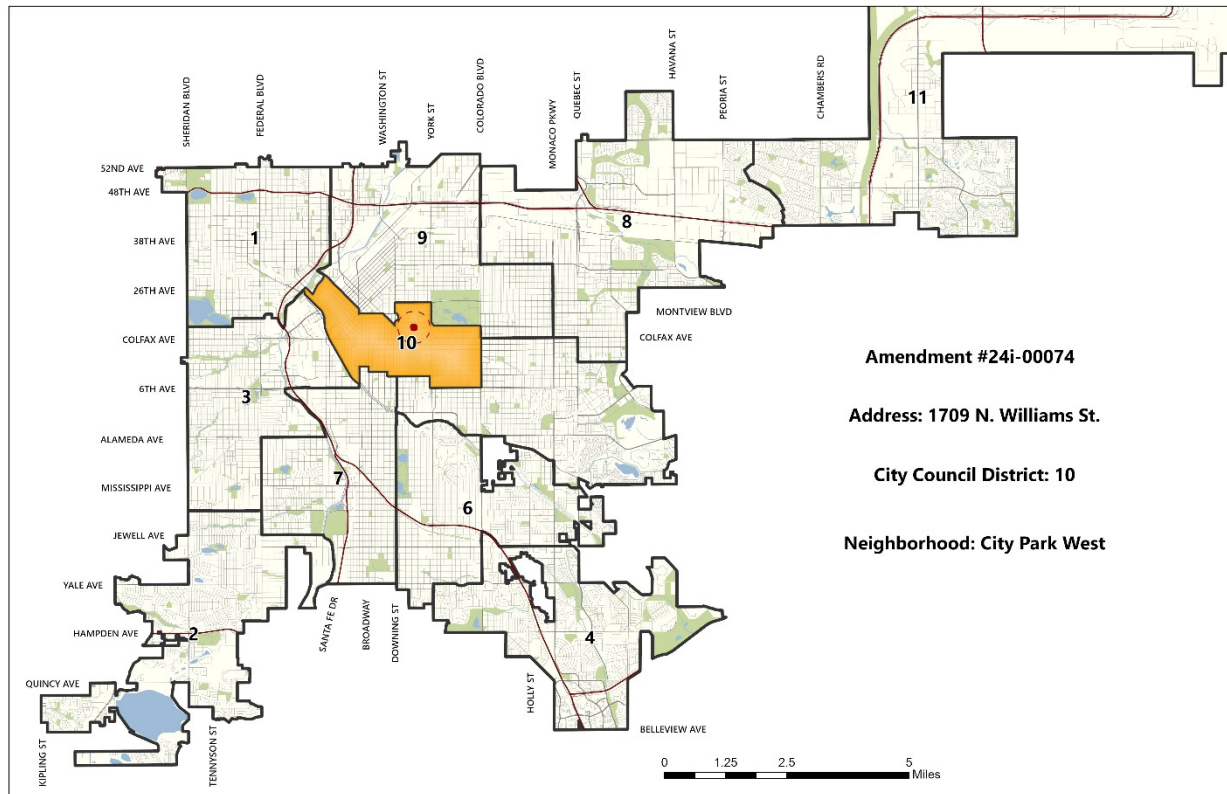 SHERIDAN BLVD
FEDERAL BLVD
WASHINGTON ST
YORK ST
COLORADO BLVD
MONACO PKWY
QUEBEC ST
HAVANA ST
PEORIA ST
CHAMBERS RD
11
52ND AVE
48TH AVE
8
1
9
38TH AVE
26TH AVE
MONTVIEW BLVD
COLFAX AVE
COLFAX AVE
10
Amendment #24i-00074
6TH AVE
3
Address: 1709 N. Williams St.
ALAMEDA AVE
7
City Council District: 10
MISSISSIPPI AVE
6
JEWELL AVE
Neighborhood: City Park West
YALE AVE
SANTA FE DR
BROADWAY
DOWNING ST
HAMPDEN AVE
2
4
QUINCY AVE
HOLLY ST
BELLEVIEW AVE
KIPLING ST
TENNYSON ST
0 1.25 2.5 5
Miles